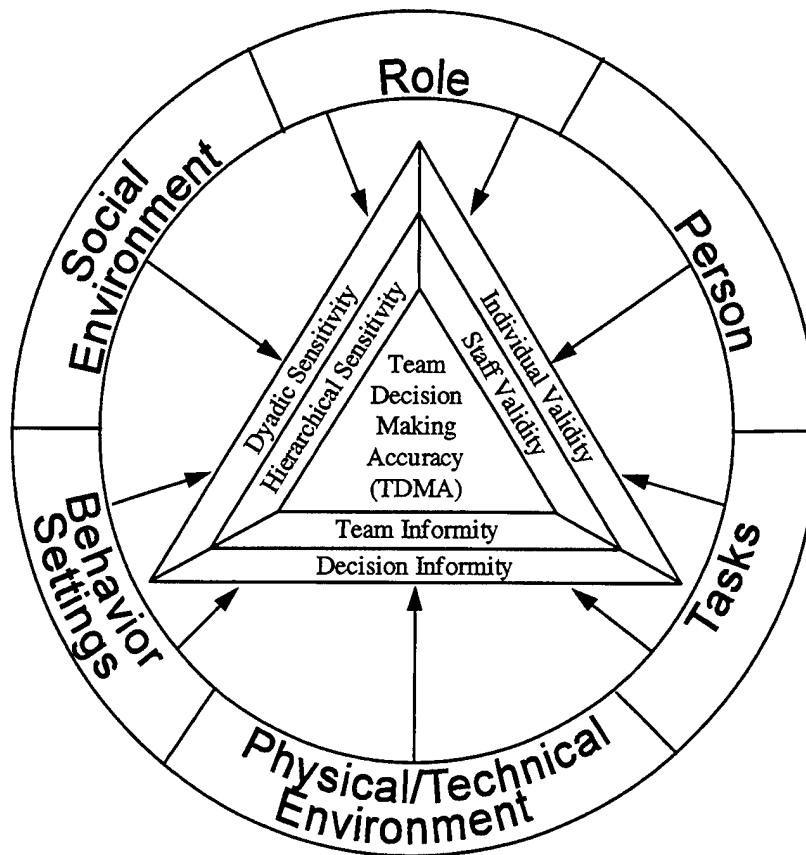 Role
Social
Environment
Person
Dyadic Sensitivity
Hierarchical Sensitivity
Individual Validity
Staff Validity
Team
Decision
Making
Accuracy
(TDMA)
Team Informity
Decision Informity
Behavior
Settings
Tasks
Physical/Technical
Environment